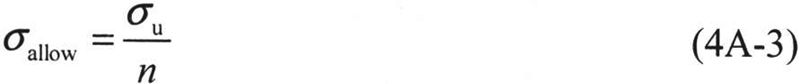 σ_allow = σ_u / n (4A-3)